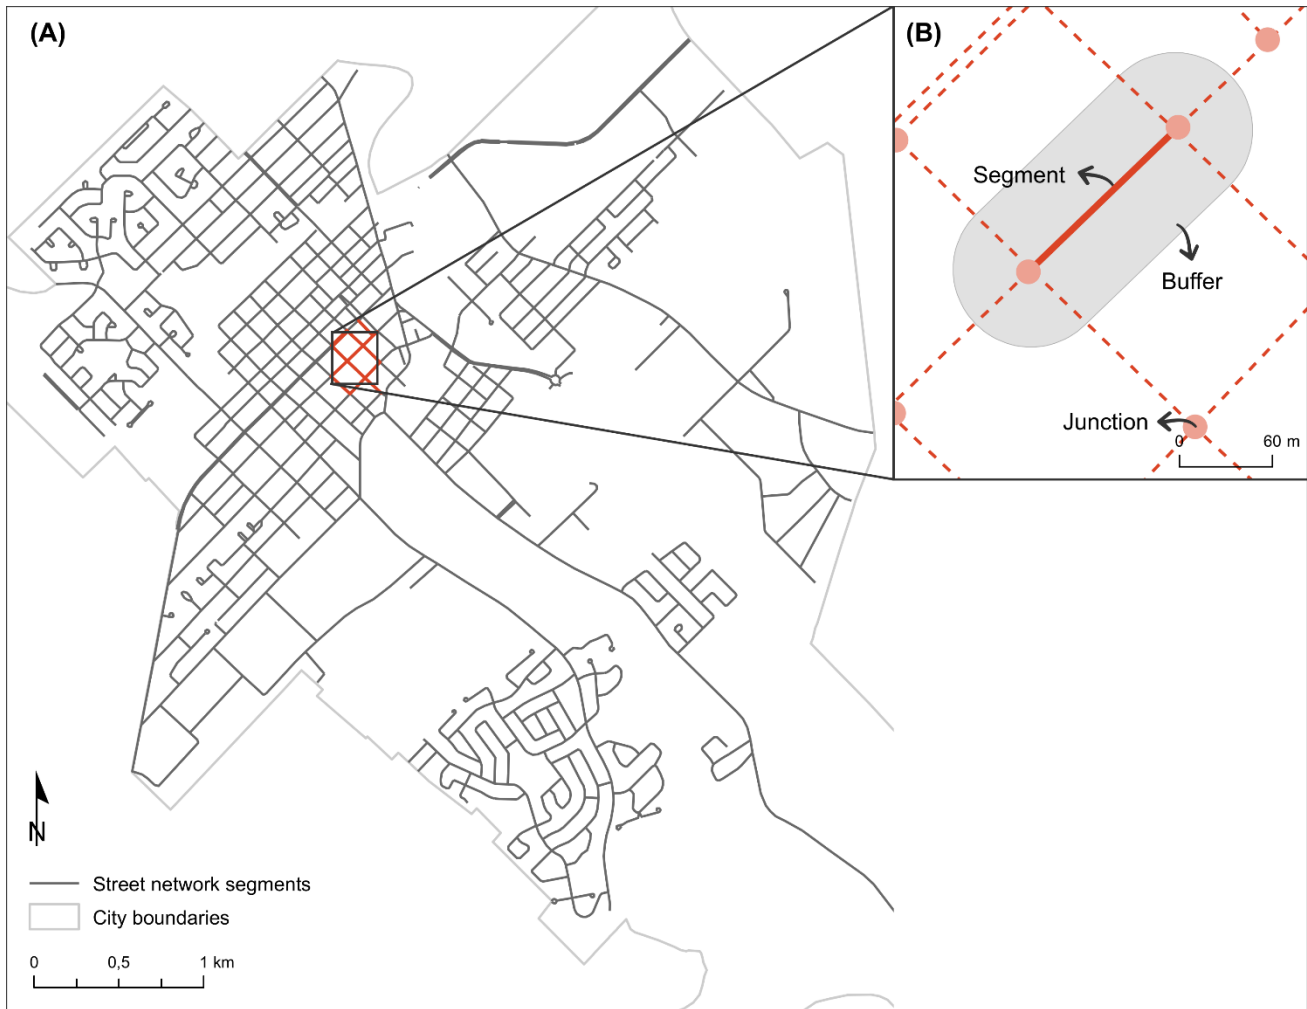 (A)
(B)
Segment
Buffer
Junction
0
60 m
N
Street network segments
City boundaries
0
0,5
1 km